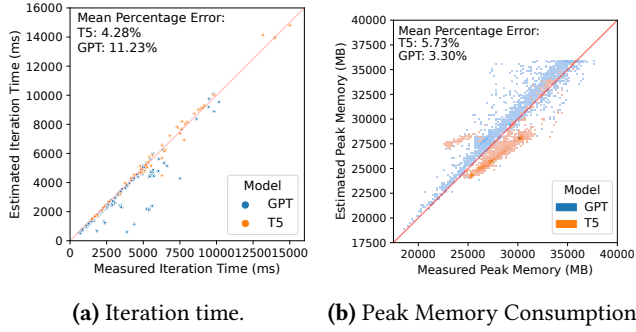 Mean Percentage Error:
T5: 4.28%
GPT: 11.23%
Estimated Iteration Time (ms)
16000
14000
12000
10000
8000
6000
4000
2000
0
0 2500 5000 7500 10000 12500 15000
Measured Iteration Time (ms)
Model
GPT
T5
(a) Iteration time.
Mean Percentage Error:
T5: 5.73%
GPT: 3.30%
Estimated Peak Memory (MB)
40000
37500
35000
32500
30000
27500
25000
22500
20000
17500
20000 25000 30000 35000 40000
Measured Peak Memory (MB)
Model
GPT
T5
(b) Peak Memory Consumption